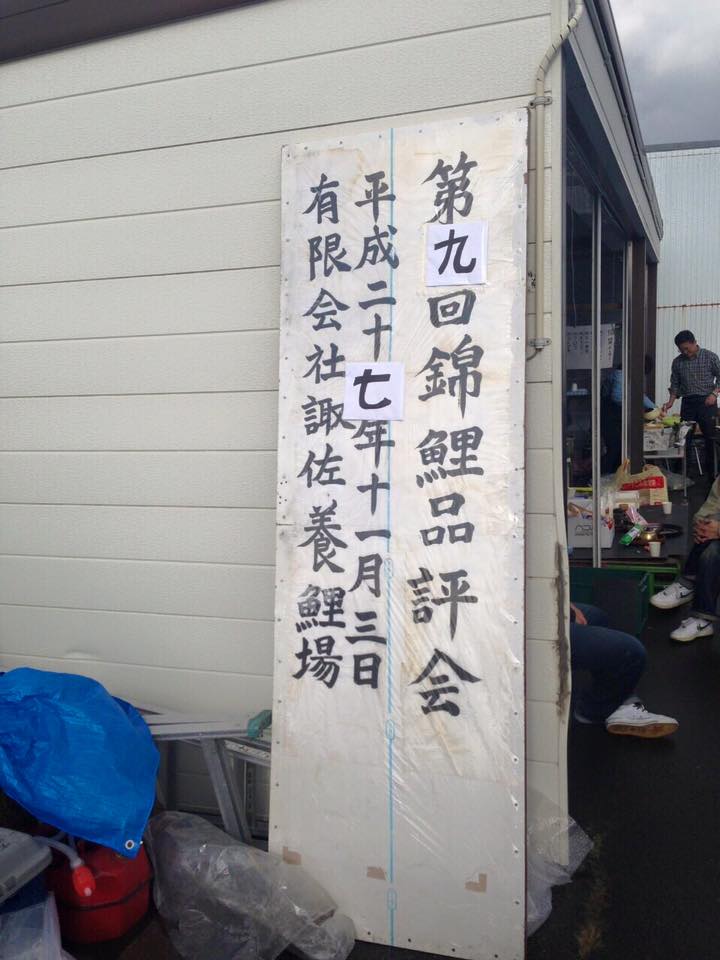 第九回錦鯉品評会
平成二十七年十一月三日
有限会社諏佐養鯉場